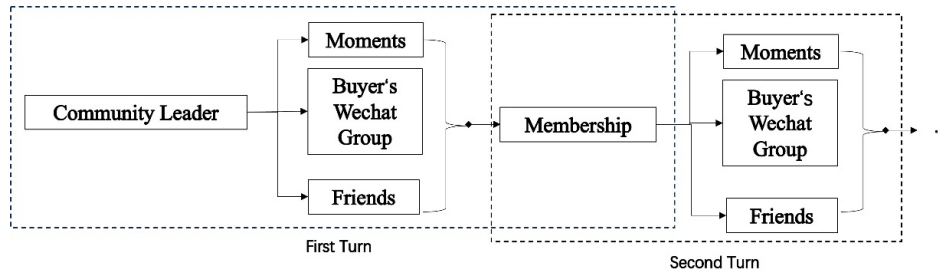 Community Leader
Moments
Buyer‘s
Wechat
Group
Friends
Membership
Moments
Buyer‘s
Wechat
Group
Friends
First Turn
Second Turn